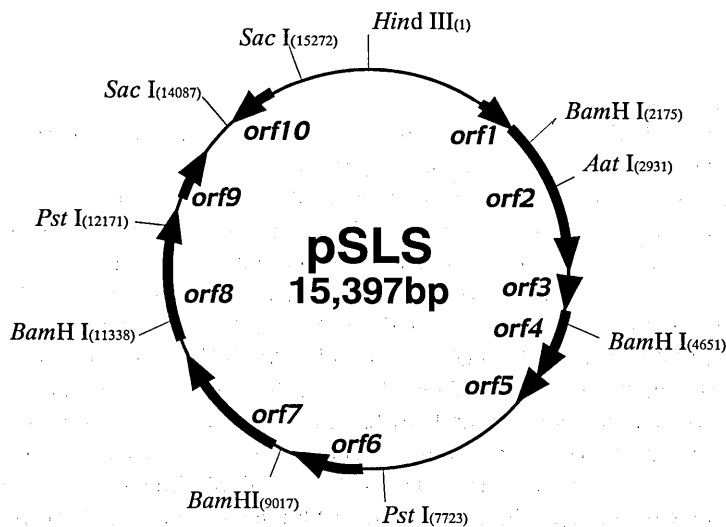 Hind III(1)
Sac I(15272)
Sac I(14087)
BamH I(2175)
Aat I(2931)
orf10
orf1
orf2
orf9
Pst I(12171)
pSLS
15,397bp
orf3
orf8
orf4
BamH I(11338)
BamH I(4651)
orf5
orf7
orf6
BamHI(9017)
Pst I(7723)